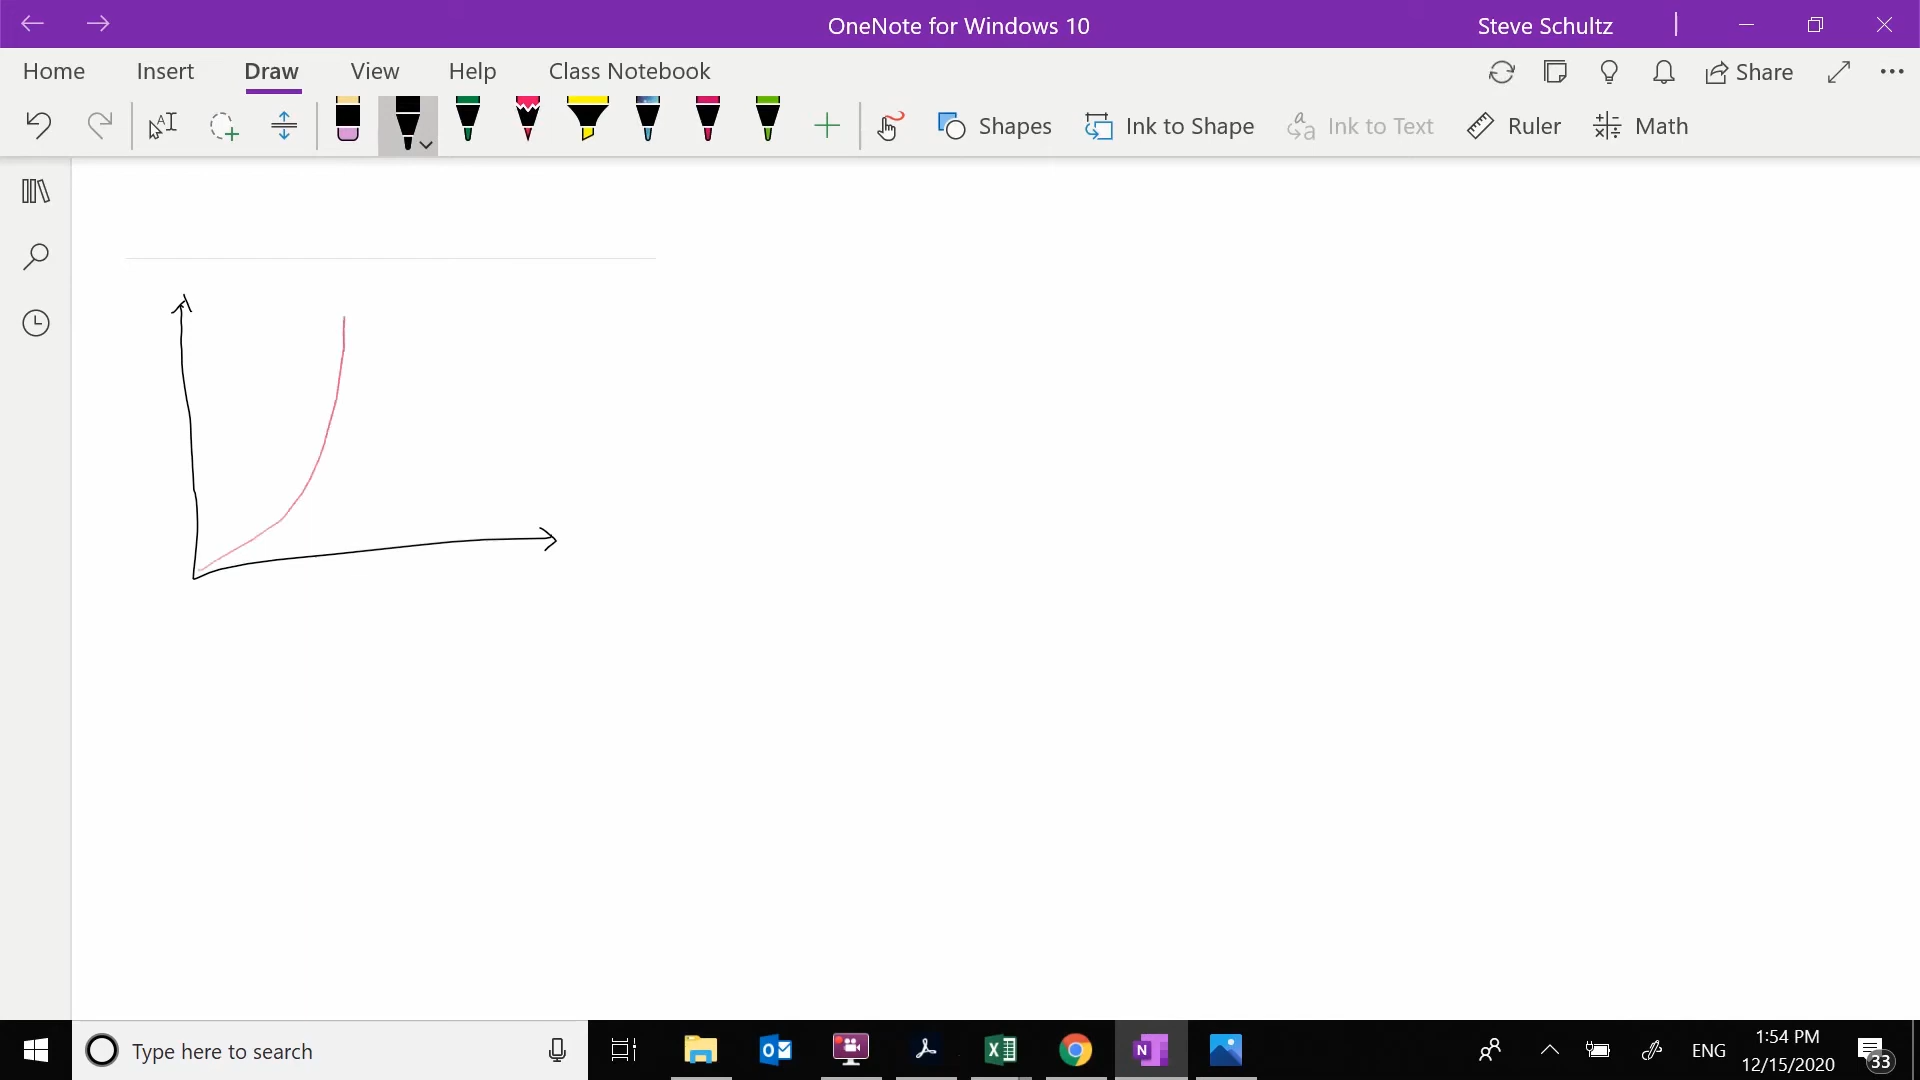 OneNote for Windows 10
Steve Schultz
Home Insert Draw View Help Class Notebook
Share
Shapes Ink to Shape Ink to Text Ruler Math
Type here to search
ENG
1:54 PM
12/15/2020
33